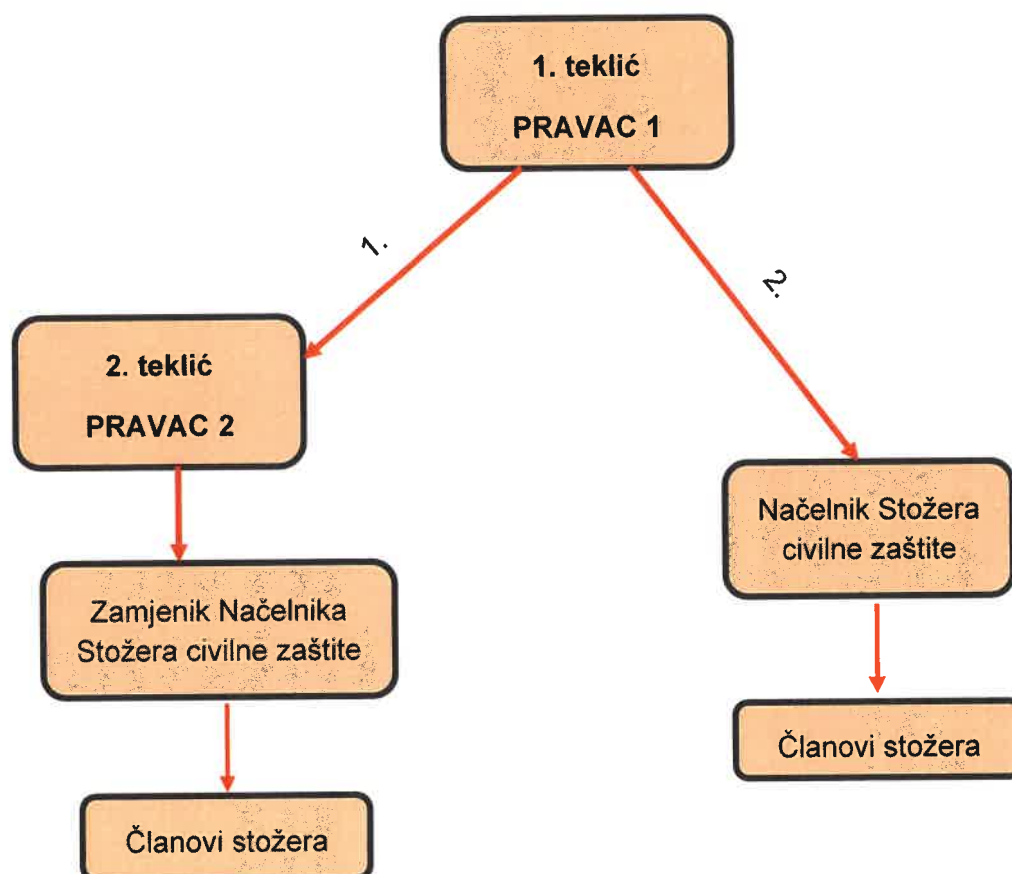 1. teklić
PRAVAC 1
1.
2.
2. teklić
PRAVAC 2
Načelnik Stožera
civilne zaštite
Zamjenik Načelnika
Stožera civilne zaštite
Članovi stožera
Članovi stožera